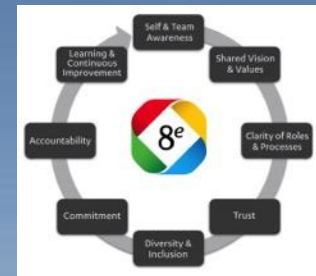 Self & Team
Awareness
Shared Vision
& Values
Clarity of Roles
& Processes
Trust
Diversity &
Inclusion
Commitment
Accountability
Learning &
Continuous
Improvement
8e